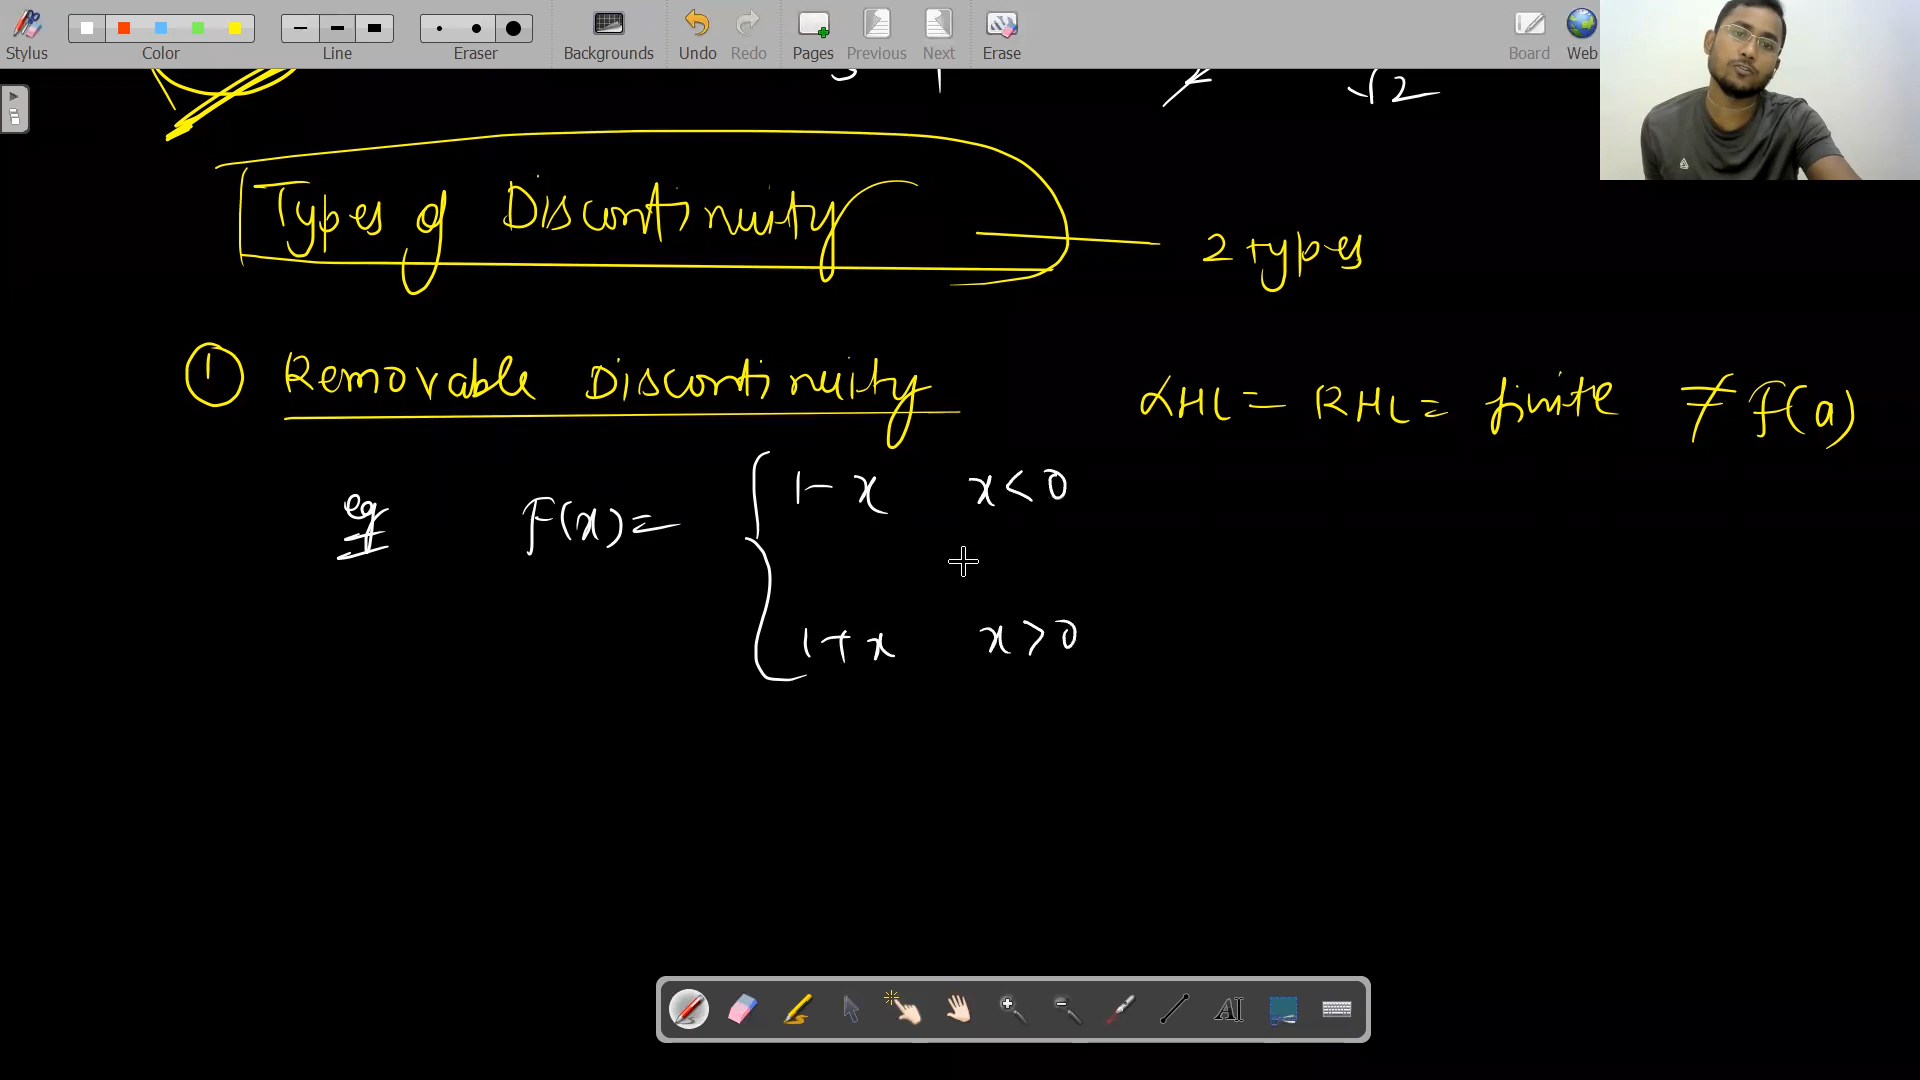 Stylus Color Line Eraser Backgrounds Undo Redo Pages Previous Next Erase Board Web
√2
Types of Discontinuity
2 types
① Removable Discontinuity
LHL = RHL = finite ≠ f(a)
eg f(x) =
1 - x x < 0
1 + x x > 0